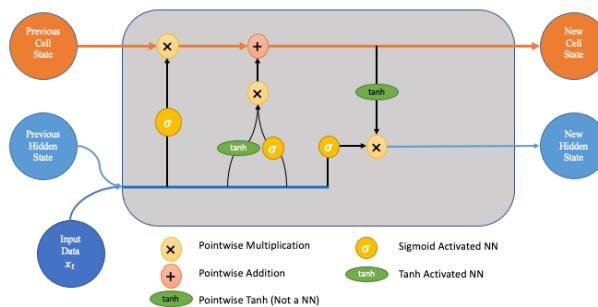 Previous
Cell
State
New
Cell
State
×
+
×
tanh
σ
Previous
Hidden
State
tanh
σ
σ
×
New
Hidden
State
Input
Data
xₜ
× Pointwise Multiplication
σ Sigmoid Activated NN
+ Pointwise Addition
tanh Tanh Activated NN
tanh Pointwise Tanh (Not a NN)